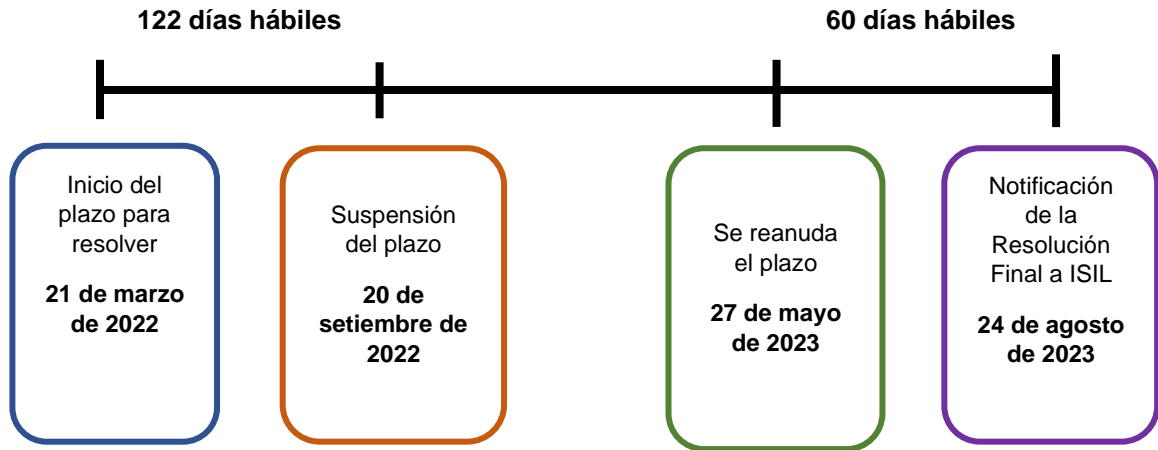 122 días hábiles
60 días hábiles
Inicio del
plazo para
resolver
21 de marzo
de 2022
Suspensión
del plazo
20 de
setiembre de
2022
Se reanuda
el plazo
27 de mayo
de 2023
Notificación
de la
Resolución
Final a ISIL
24 de agosto
de 2023